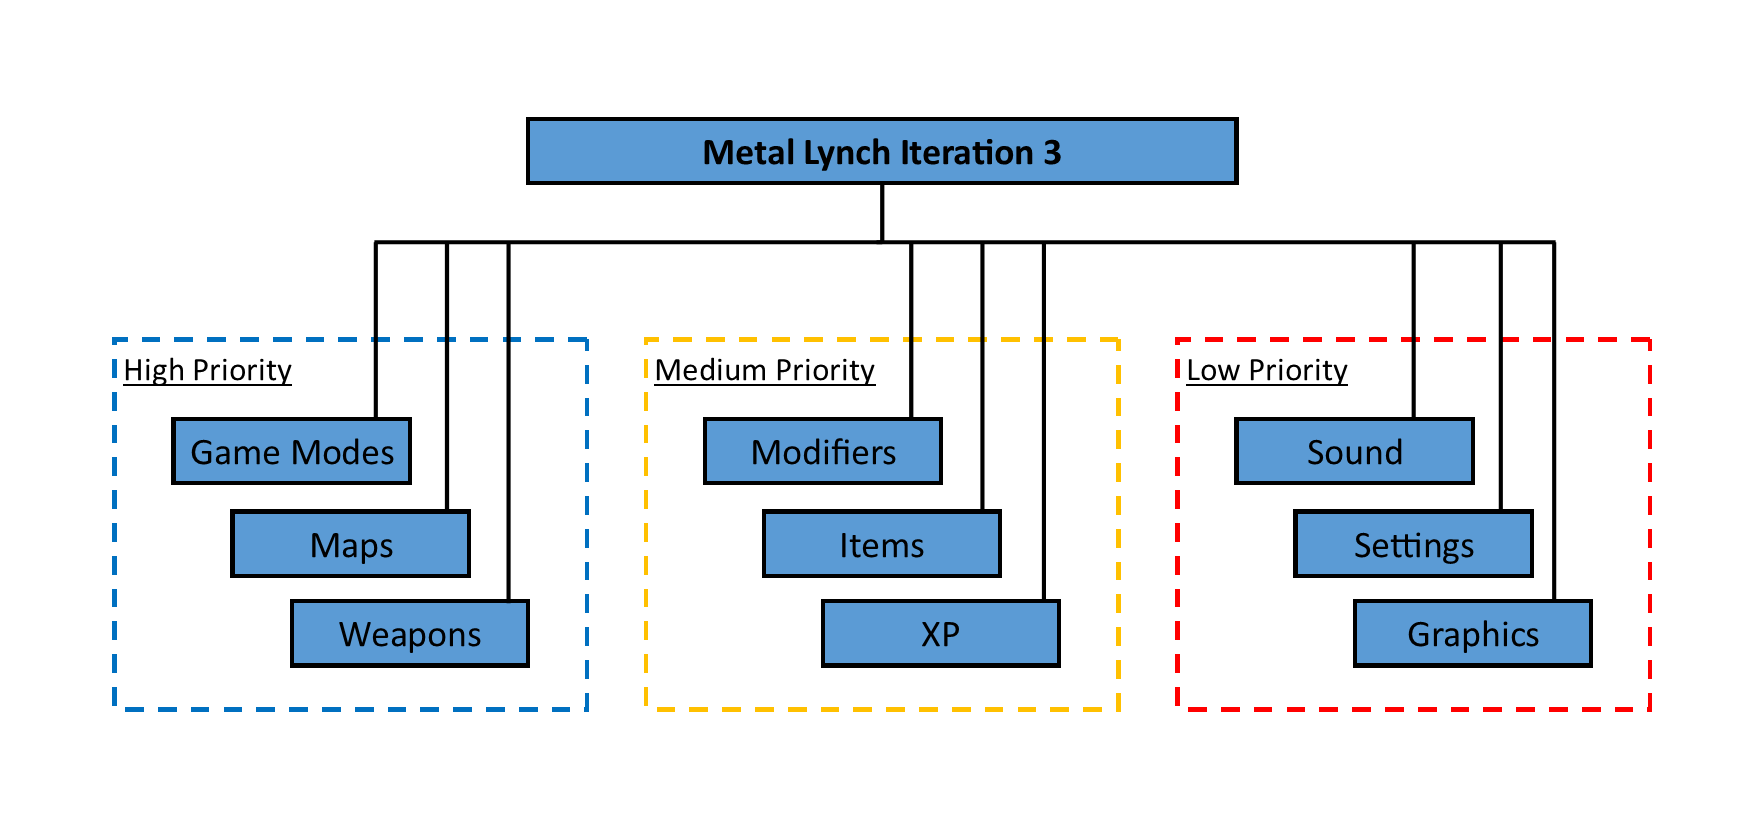 Metal Lynch Iteration 3
High Priority
Game Modes
Maps
Weapons
Medium Priority
Modifiers
Items
XP
Low Priority
Sound
Settings
Graphics